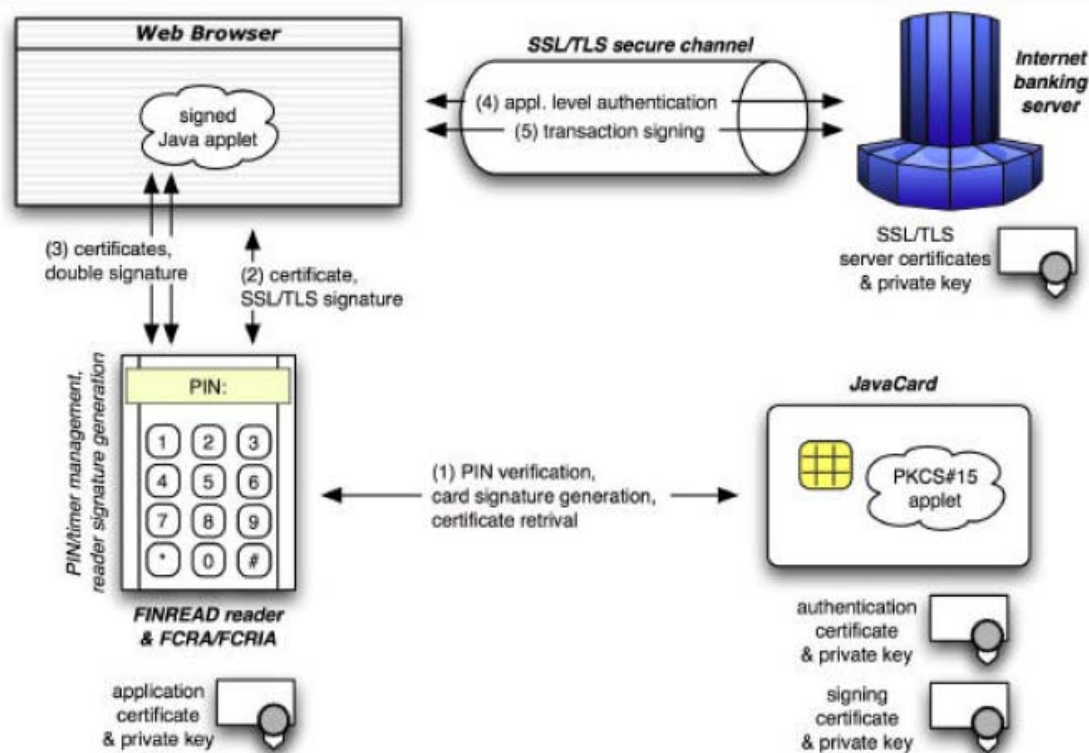 Web Browser
signed
Java applet
SSL/TLS secure channel
(4) appl. level authentication
(5) transaction signing
Internet
banking
server
SSL/TLS
server certificates
& private key
(3) certificates,
double signature
(2) certificate,
SSL/TLS signature
PIN/timer management,
reader signature generation
PIN:
1 2 3
4 5 6
7 8 9
* 0 #
FINREAD reader
& FCRA/FCRIA
application
certificate
& private key
(1) PIN verification,
card signature generation,
certificate retrival
JavaCard
PKCS#15
applet
authentication
certificate
& private key
signing
certificate
& private key